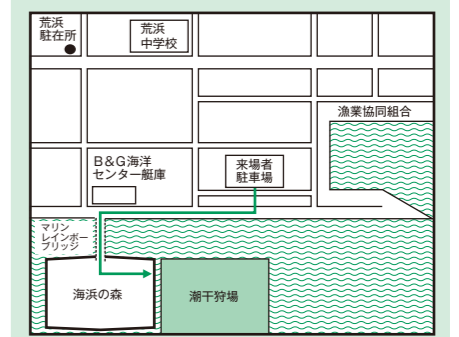 荒浜
駐在所
荒浜
中学校
漁業協同組合
B&G海洋
センター艇庫
来場者
駐車場
マリン
レインボー
ブリッジ
海浜の森
潮干狩場